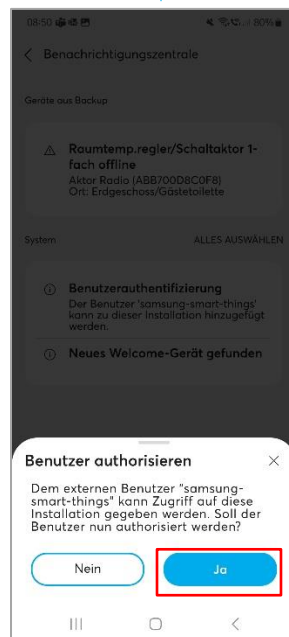 08:50
80%
Benachrichtigungszentrale
Geräte aus Backup
Raumtemp.regler/Schaltaktor 1-
fach offline
Aktor Radio (ABB700D8C0F8)
Ort: Erdgeschoss/Gästetoilette
System
ALLES AUSWÄHLEN
Benutzerauthentifizierung
Der Benutzer 'samsung-smart-things'
kann zu dieser Installation hinzugefügt
werden.
Neues Welcome-Gerät gefunden
Benutzer authorisieren
Dem externen Benutzer "samsung-
smart-things" kann Zugriff auf diese
Installation gegeben werden. Soll der
Benutzer nun authorisiert werden?
Nein
Ja